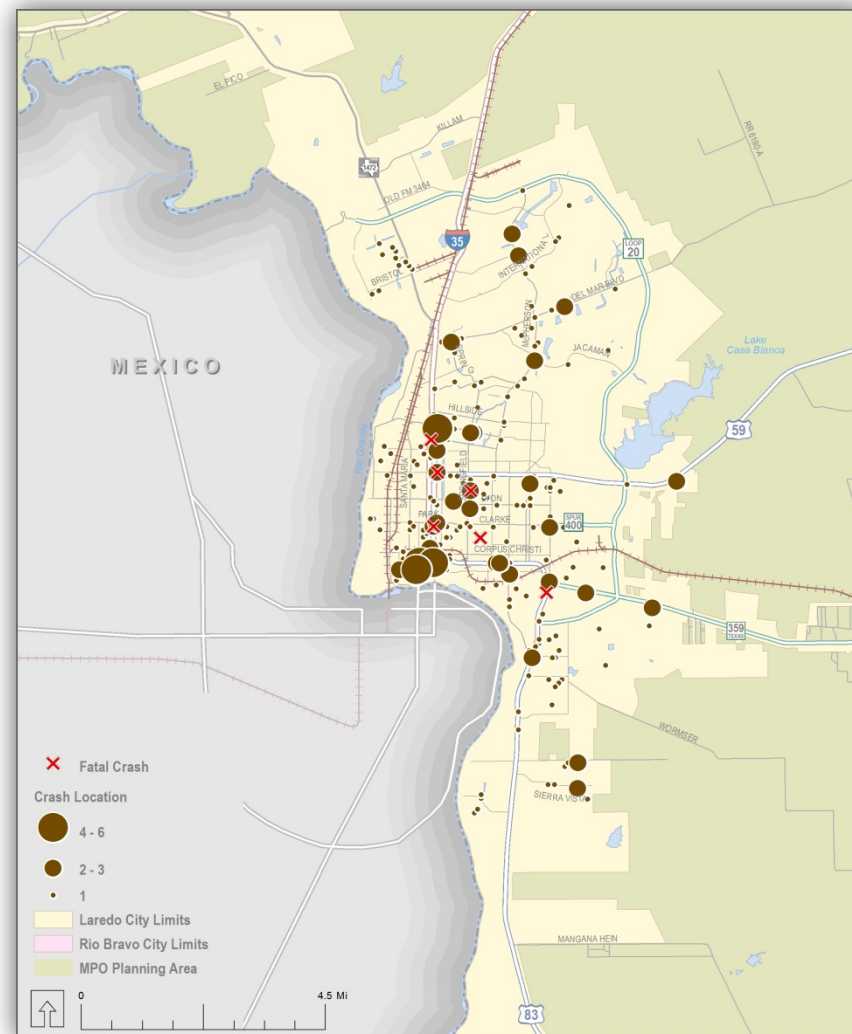 EL PICO
KILLAM
RR 6190-A
1472
OLD FM 3464
35
INTERNATIONAL
LOOP
20
BRISTOL
DEL MAR BLVD
McPHERSON
SPRING
JACAMAN
Lake
Casa Blanca
MEXICO
HILLSIDE
59
Rio Grande
SANTA MARIA
PARK
CLARKE
SPUR
400
CORPUS CHRISTI
359
TEXAS
WORMSER
SIERRA VISTA
MANGANA HEIN
83
Fatal Crash
Crash Location
4 - 6
2 - 3
1
Laredo City Limits
Rio Bravo City Limits
MPO Planning Area
0
4.5 Mi